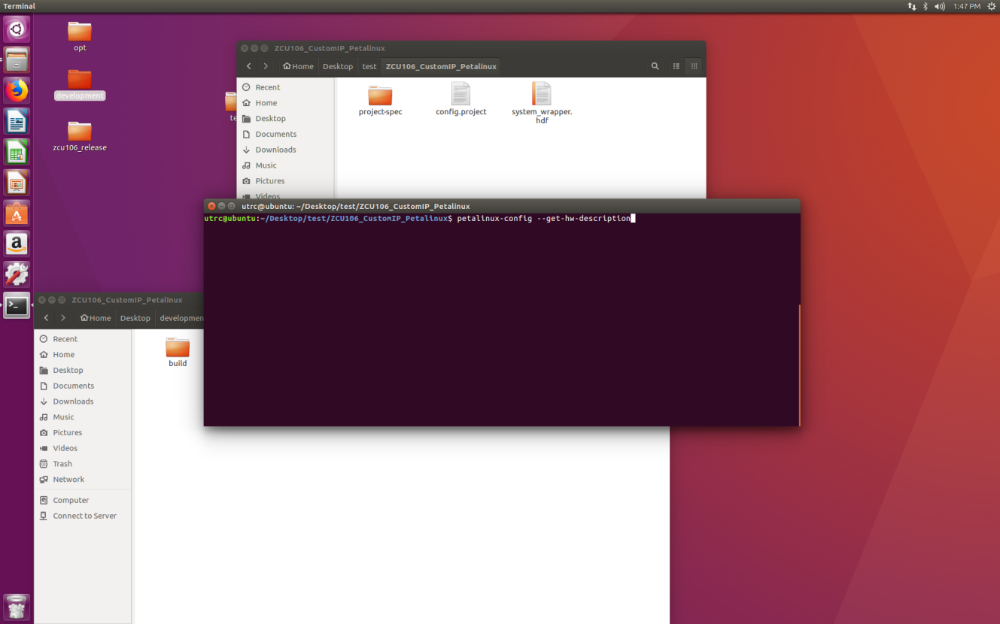 Terminal
1:47 PM
opt
development
zcu106_release
te
ZCU106_CustomIP_Petalinux
Home
Desktop
test
ZCU106_CustomIP_Petalinux
Recent
Home
Desktop
Documents
Downloads
Music
Pictures
Videos
project-spec
config.project
system_wrapper.
hdf
utrc@ubuntu: ~/Desktop/test/ZCU106_CustomIP_Petalinux
utrc@ubuntu:~/Desktop/test/ZCU106_CustomIP_Petalinux$ petalinux-config --get-hw-description
ZCU106_CustomIP_Petalinux
Home
Desktop
developmen
Recent
Home
Desktop
Documents
Downloads
Music
Pictures
Videos
Trash
Network
Computer
Connect to Server
build